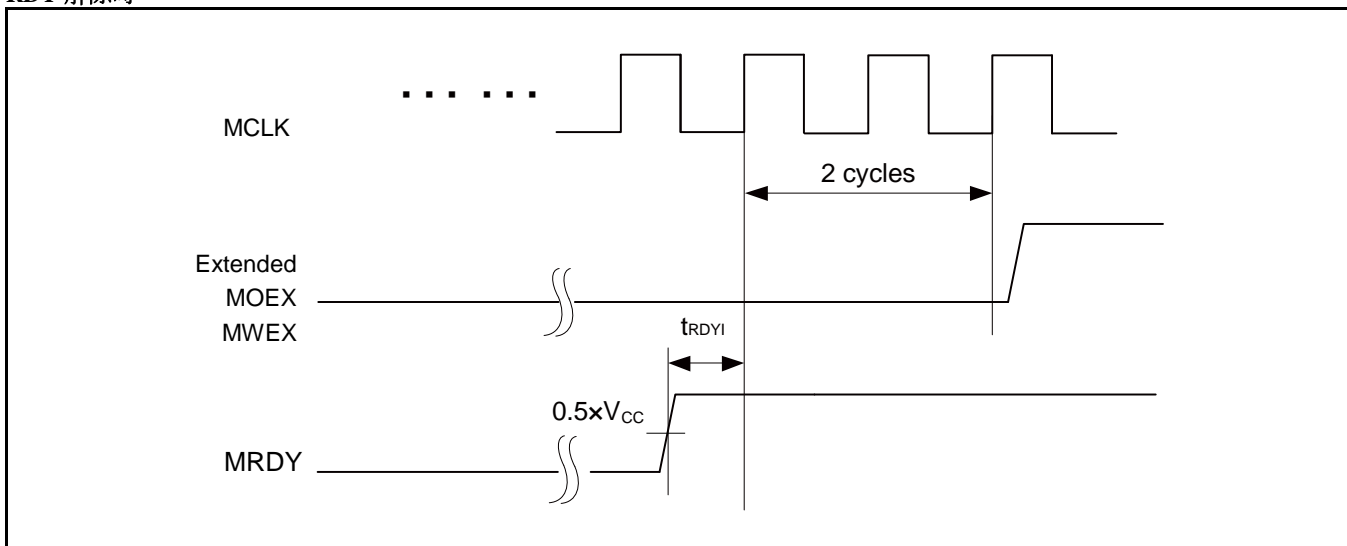 MCLK
2 cycles
Extended
MOEX
MWEX
tRDYI
0.5×VCC
MRDY